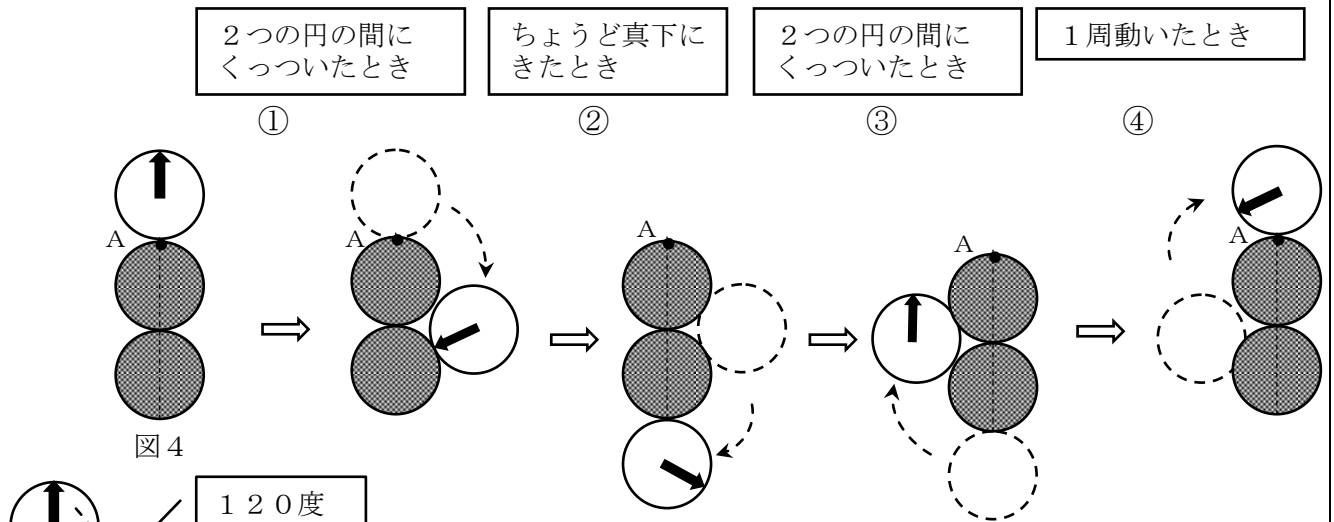 ２つの円の間に
くっついたとき
ちょうど真下に
きたとき
２つの円の間に
くっついたとき
１周動いたとき
①
②
③
④
A
A
A
A
A
図４
１２０度